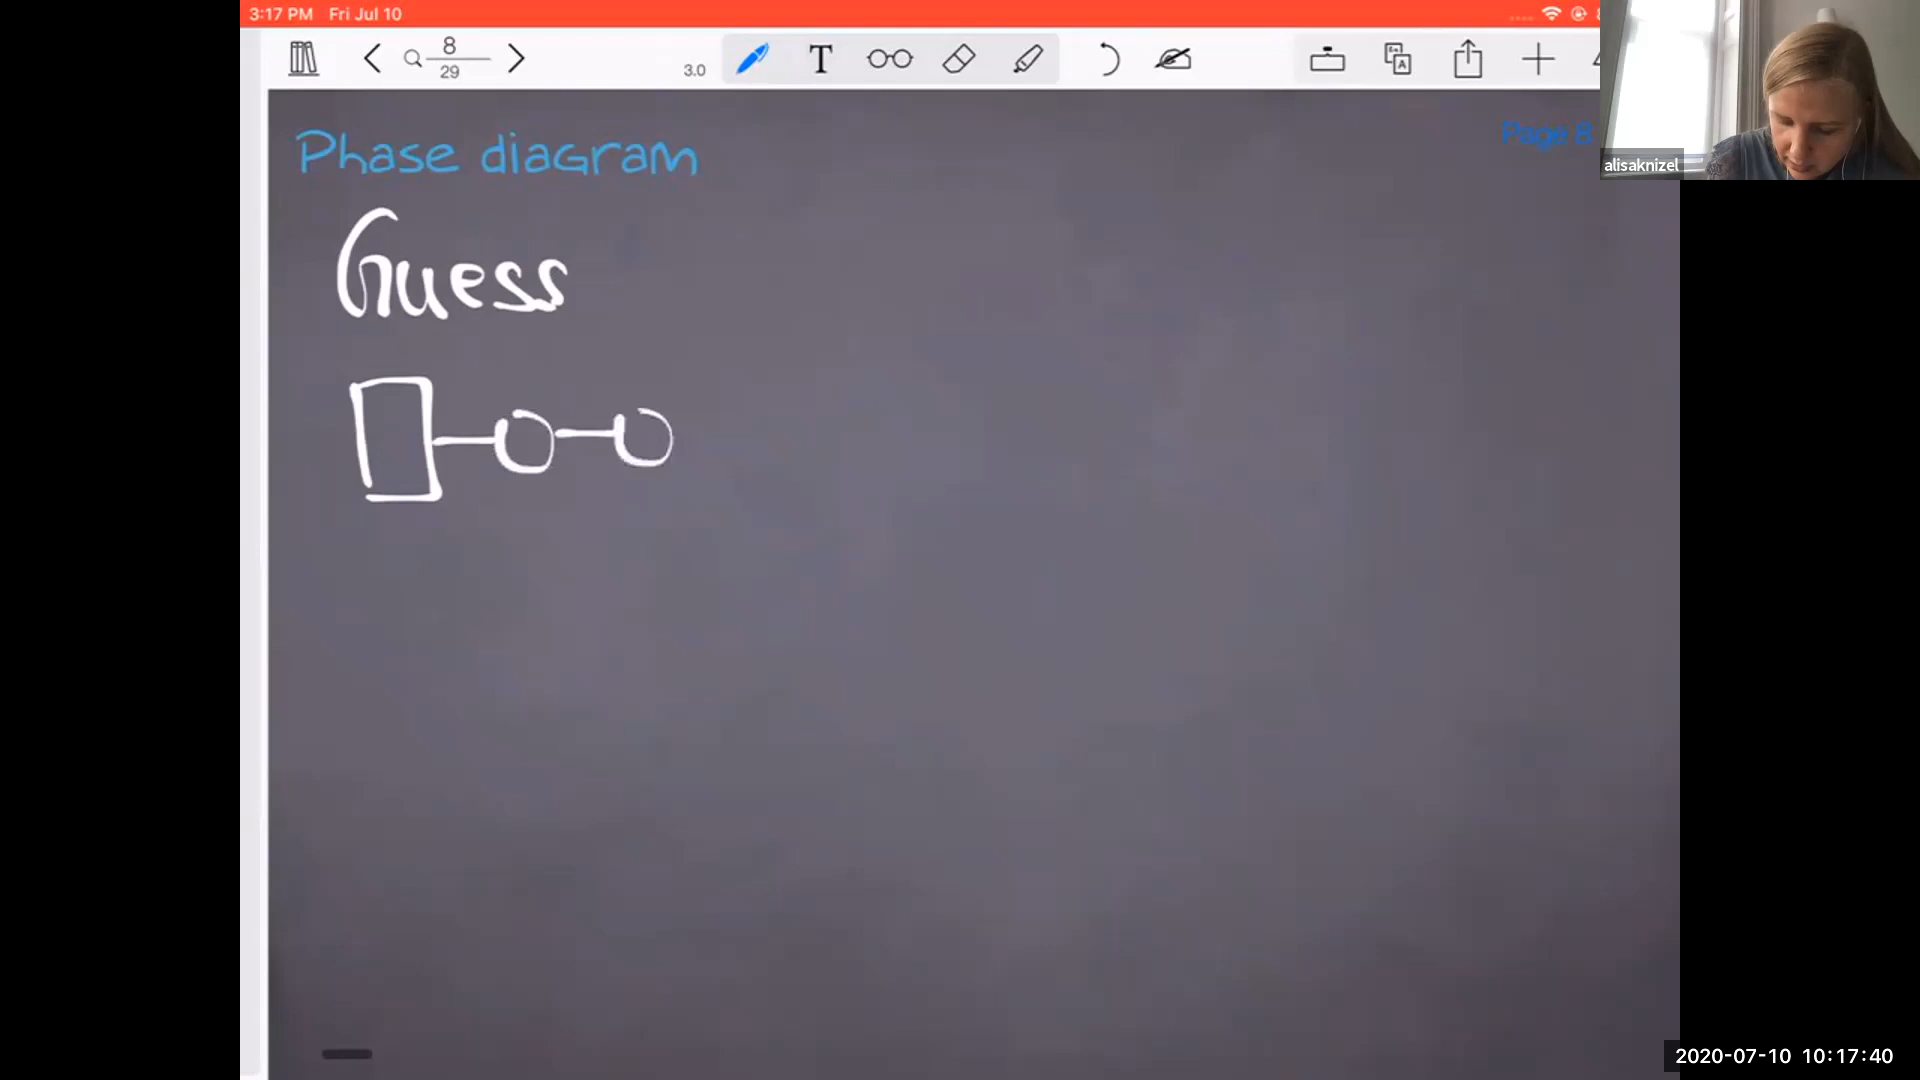 3:17 PM Fri Jul 10
8
29
3.0
T
Phase diagram
Page 8
alisaknizel
Guess
2020-07-10 10:17:40